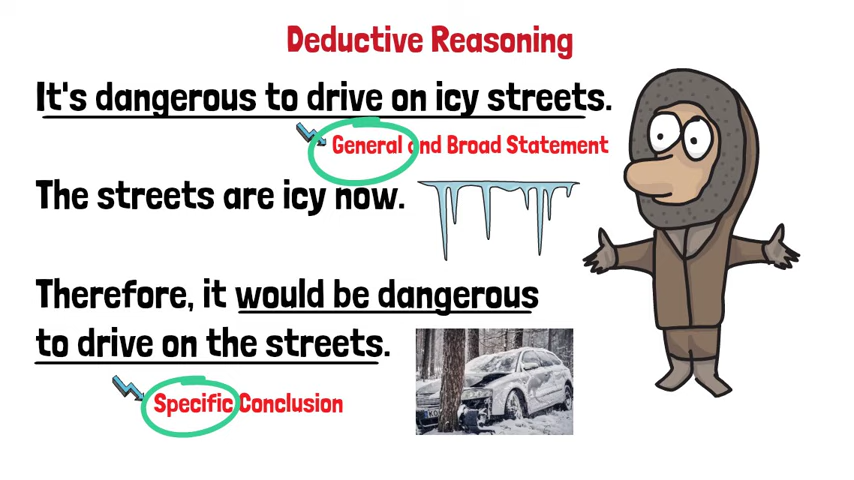 Deductive Reasoning
It's dangerous to drive on icy streets.
General and Broad Statement
The streets are icy now.
Therefore, it would be dangerous
to drive on the streets.
Specific Conclusion